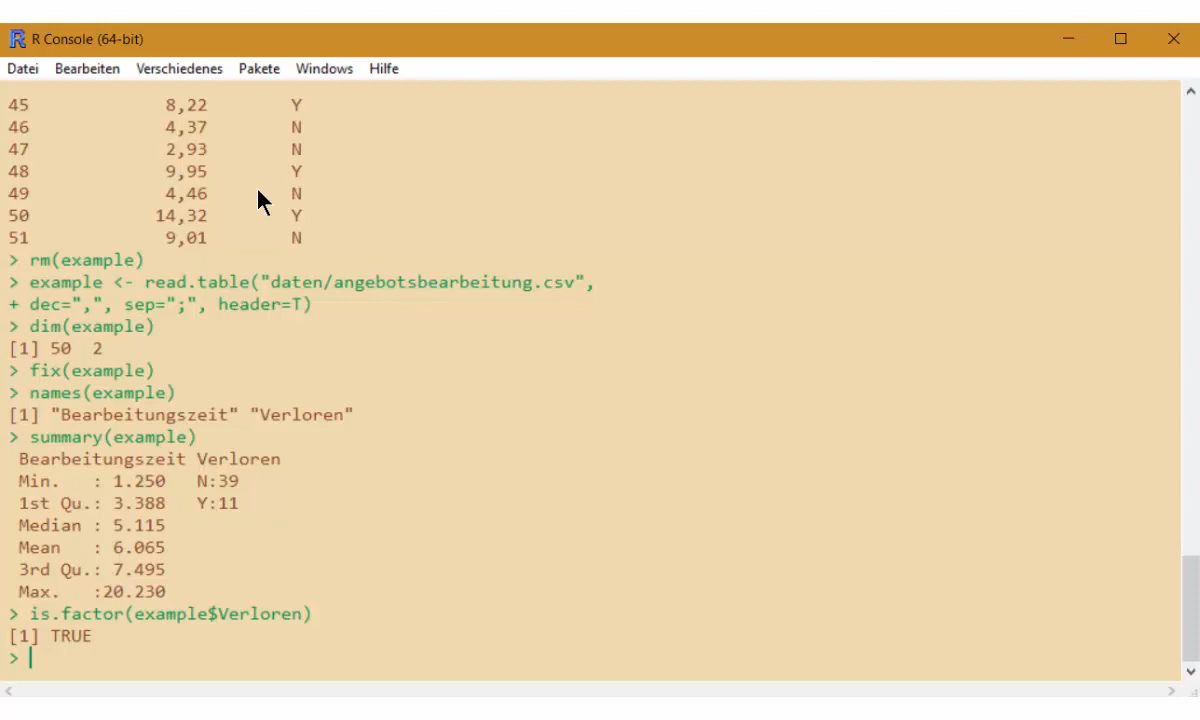 R Console (64-bit)
Datei Bearbeiten Verschiedenes Pakete Windows Hilfe
45 8,22 Y
46 4,37 N
47 2,93 N
48 9,95 Y
49 4,46 N
50 14,32 Y
51 9,01 N
> rm(example)
> example <- read.table("daten/angebotsbearbeitung.csv",
+ dec=",", sep=";", header=T)
> dim(example)
[1] 50 2
> fix(example)
> names(example)
[1] "Bearbeitungszeit" "Verloren"
> summary(example)
Bearbeitungszeit Verloren
Min. : 1.250 N:39
1st Qu.: 3.388 Y:11
Median : 5.115
Mean : 6.065
3rd Qu.: 7.495
Max. :20.230
> is.factor(example$Verloren)
[1] TRUE
>